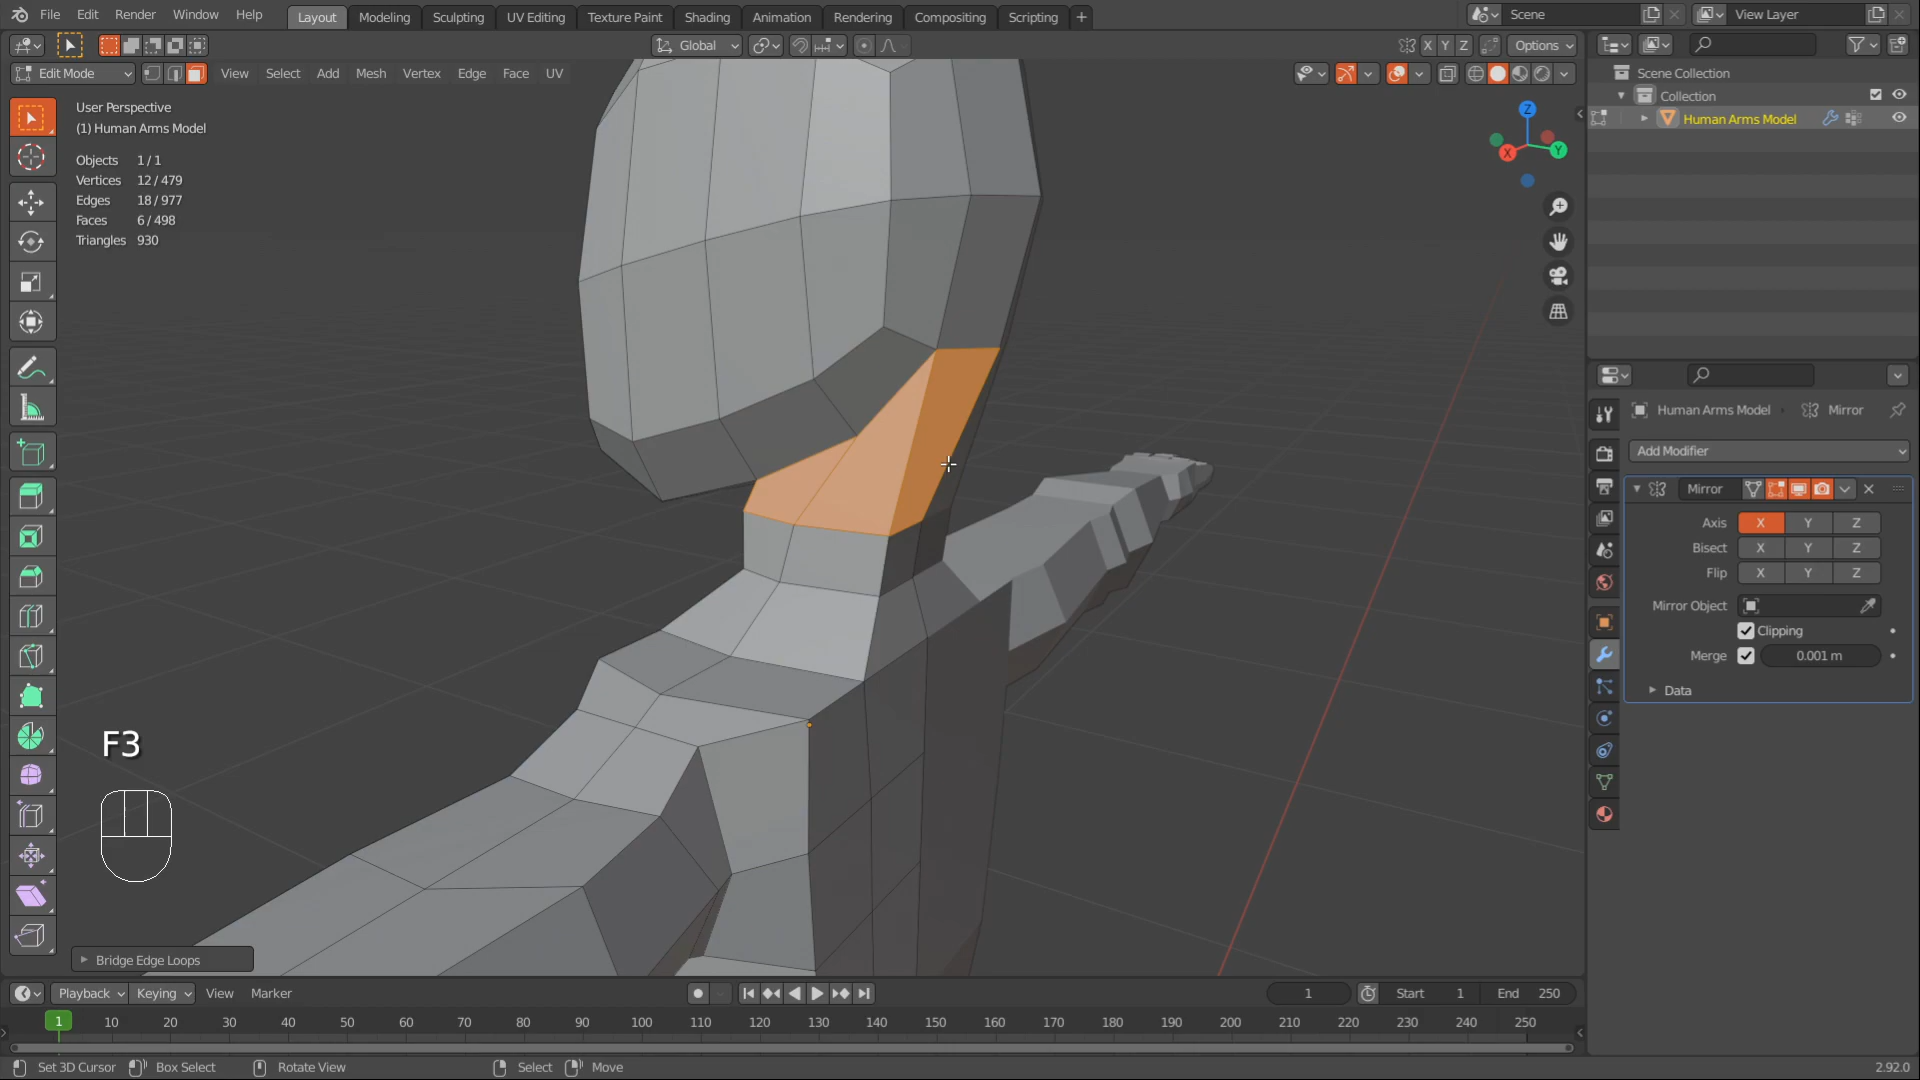 File Edit Render Window Help Layout Modeling Sculpting UV Editing Texture Paint Shading Animation Rendering Compositing Scripting + Scene View Layer
Global X Y Z Options
Edit Mode View Select Add Mesh Vertex Edge Face UV
Scene Collection
Collection
Human Arms Model
User Perspective
(1) Human Arms Model
Objects 1 / 1
Vertices 12 / 479
Edges 18 / 977
Faces 6 / 498
Triangles 930
Z
X Y
Human Arms Model Mirror
Add Modifier
Mirror
Axis X Y Z
Bisect X Y Z
Flip X Y Z
Mirror Object
Clipping
Merge 0.001 m
Data
F3
Bridge Edge Loops
Playback Keying View Marker 1 Start 1 End 250
1 10 20 30 40 50 60 70 80 90 100 110 120 130 140 150 160 170 180 190 200 210 220 230 240 250
Set 3D Cursor Box Select Rotate View Select Move 2.92.0